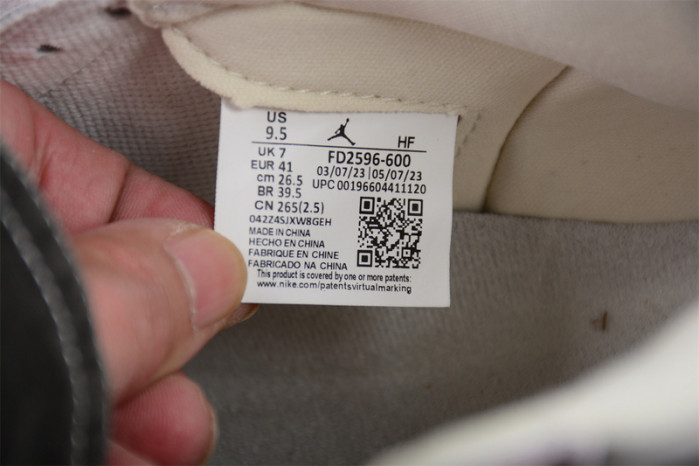 US
9.5 HF
UK 7 FD2596-600
EUR 41 03/07/23 | 05/07/23
cm 26.5 UPC 00196604411120
BR 39.5
CN 265(2.5)
042Z4SJXW8GEH
MADE IN CHINA
HECHO EN CHINA
FABRIQUE EN CHINE
FABRICADO NA CHINA
This product is covered by one or more patents:
www.nike.com/patentsvirtualmarking